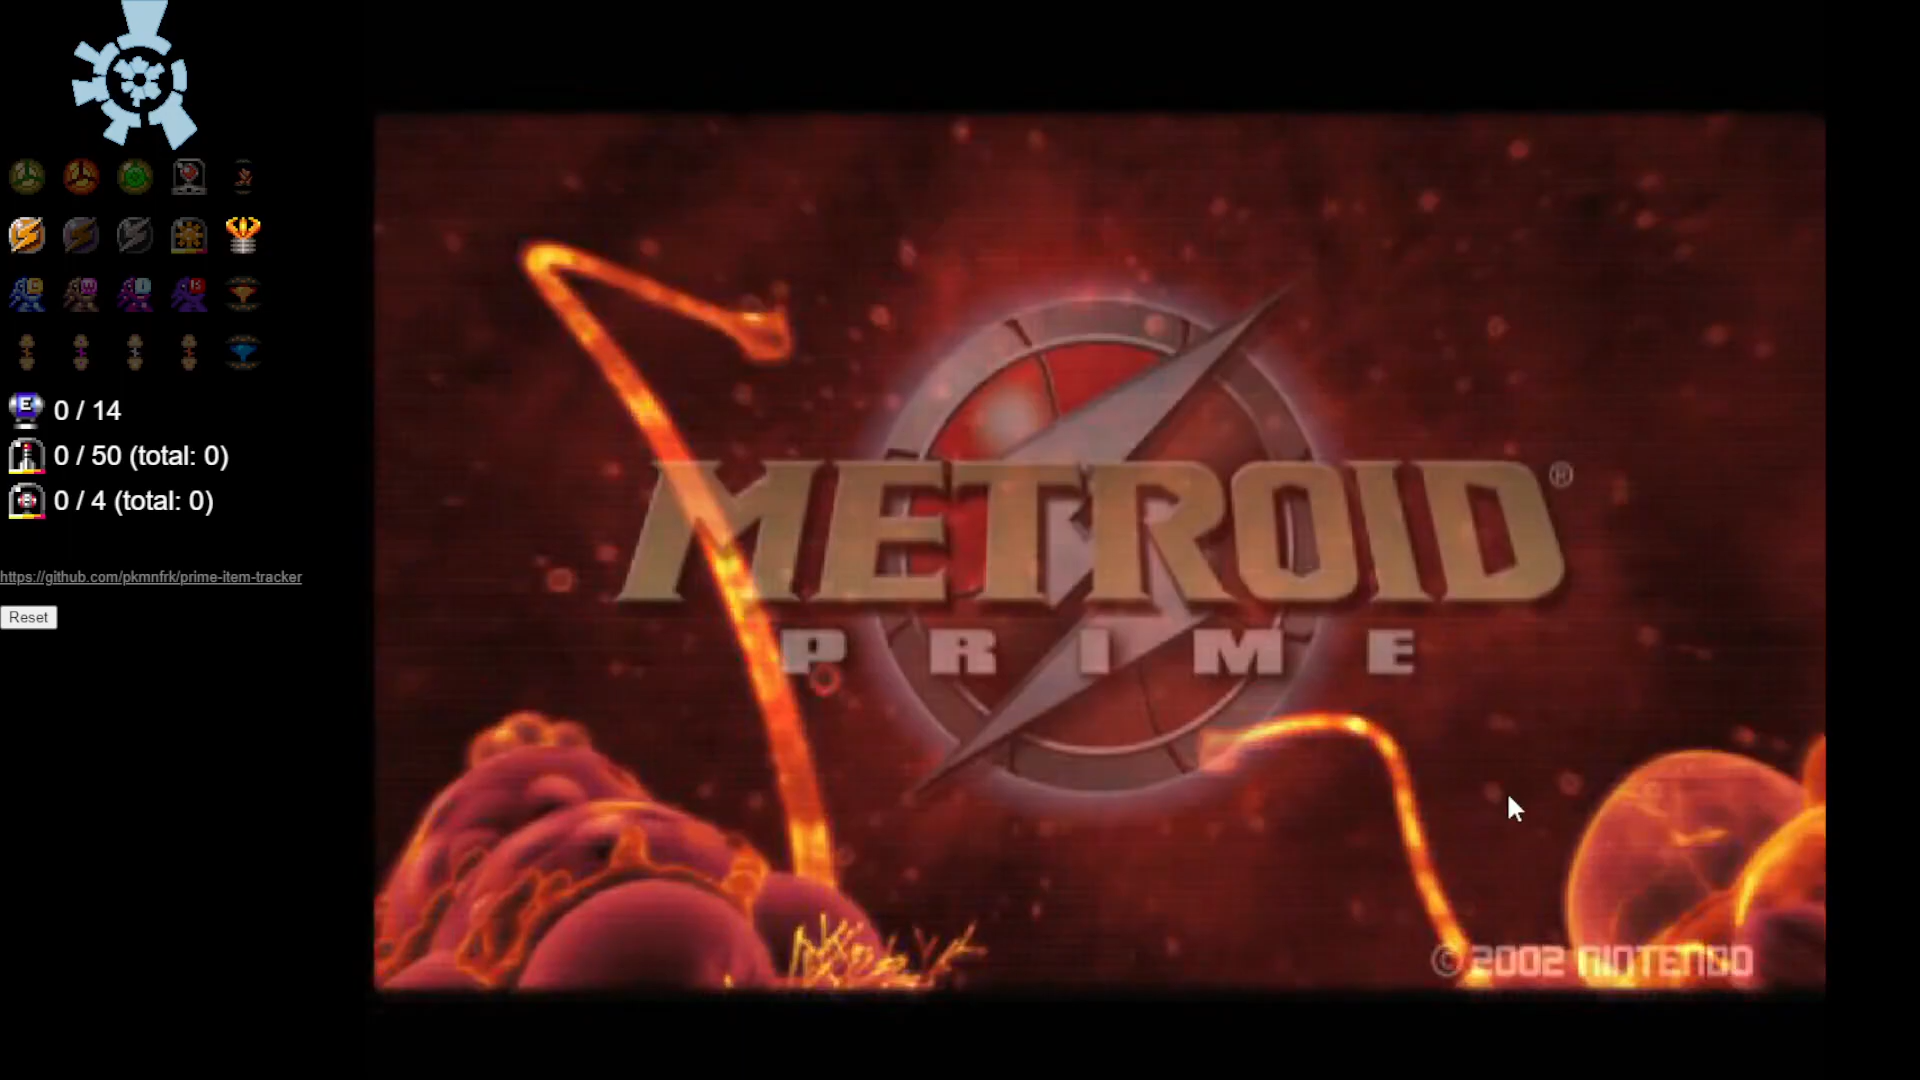 0 / 14
0 / 50 (total: 0)
0 / 4 (total: 0)
https://github.com/pkmnfrk/prime-item-tracker
Reset
METROID®
PRIME
© 2002 NINTENDO